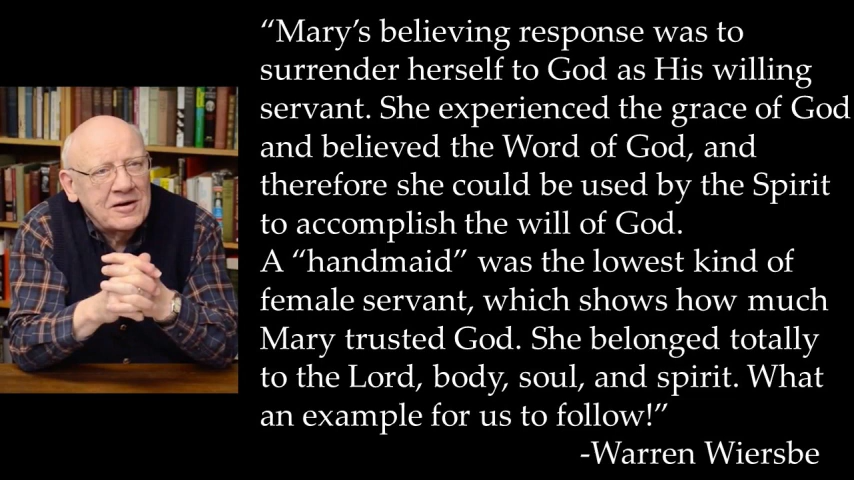 “Mary’s believing response was to
surrender herself to God as His willing
servant. She experienced the grace of God
and believed the Word of God, and
therefore she could be used by the Spirit
to accomplish the will of God.
A “handmaid” was the lowest kind of
female servant, which shows how much
Mary trusted God. She belonged totally
to the Lord, body, soul, and spirit. What
an example for us to follow!”
-Warren Wiersbe